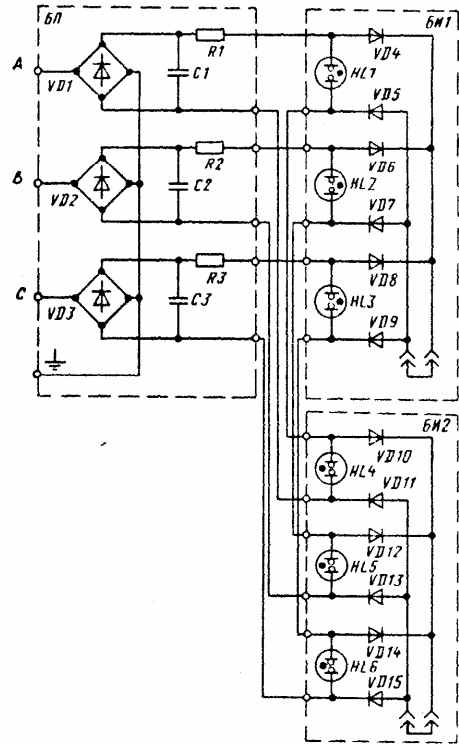 БП
A
VD1
C1
R1
B
VD2
C2
R2
C
VD3
C3
R3
БИ1
VD4
HL1
VD5
VD6
HL2
VD7
VD8
HL3
VD9
БИ2
VD10
HL4
VD11
VD12
HL5
VD13
VD14
HL6
VD15